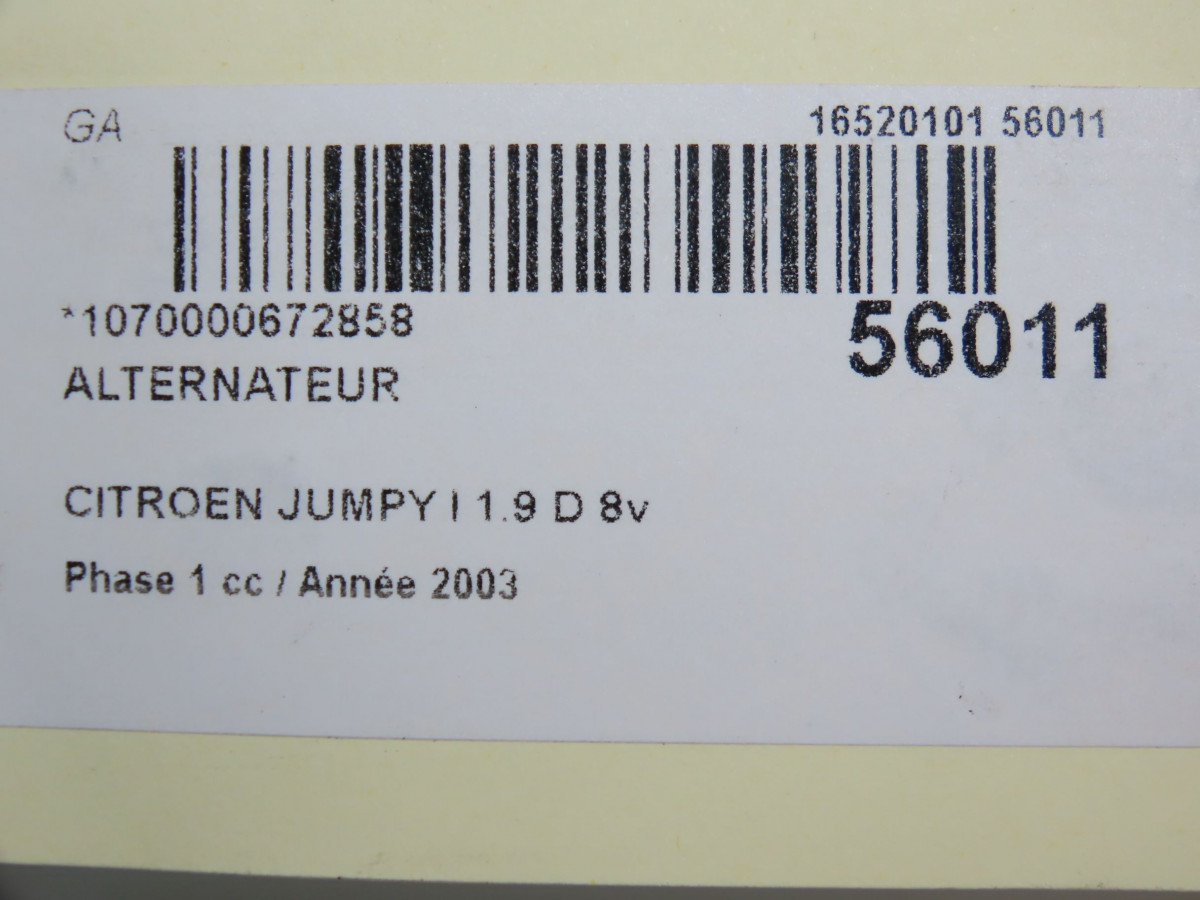 GA 16520101 56011
*1070000672858
56011
ALTERNATEUR
CITROEN JUMPY I 1.9 D 8v
Phase 1 cc / Année 2003